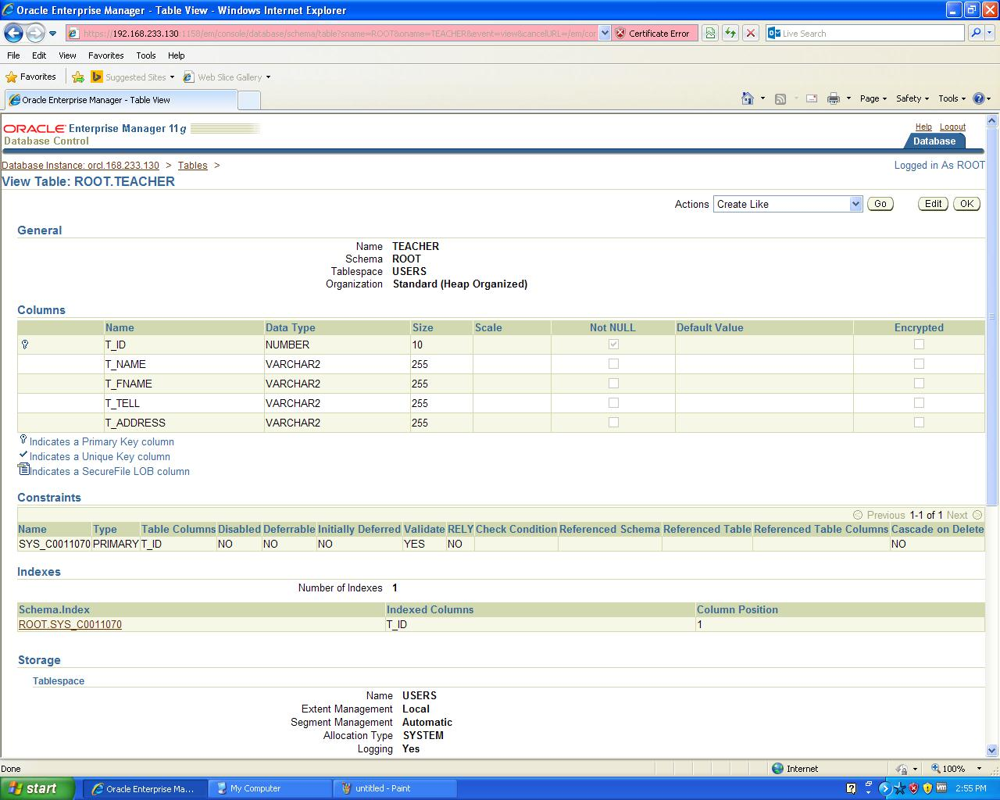 Oracle Enterprise Manager - Table View - Windows Internet Explorer
https://192.168.233.130:1158/em/console/database/schema/table?sname=ROOT&oname=TEACHER&event=view&cancelURL=/em/cor Certificate Error Live Search
File Edit View Favorites Tools Help
Favorites Suggested Sites Web Slice Gallery
Oracle Enterprise Manager - Table View Page Safety Tools
ORACLE Enterprise Manager 11g Help Logout
Database Control Database
Database Instance: orcl.168.233.130 > Tables > Logged in As ROOT
View Table: ROOT.TEACHER
Actions Create Like Go Edit OK
General
Name TEACHER
Schema ROOT
Tablespace USERS
Organization Standard (Heap Organized)
Columns
Name Data Type Size Scale Not NULL Default Value Encrypted
T_ID NUMBER 10
T_NAME VARCHAR2 255
T_FNAME VARCHAR2 255
T_TELL VARCHAR2 255
T_ADDRESS VARCHAR2 255
Indicates a Primary Key column
Indicates a Unique Key column
Indicates a SecureFile LOB column
Constraints
Previous 1-1 of 1 Next
Name Type Table Columns Disabled Deferrable Initially Deferred Validate RELY Check Condition Referenced Schema Referenced Table Referenced Table Columns Cascade on Delete
SYS_C0011070 PRIMARY T_ID NO NO NO YES NO NO
Indexes
Number of Indexes 1
Schema.Index Indexed Columns Column Position
ROOT.SYS_C0011070 T_ID 1
Storage
Tablespace
Name USERS
Extent Management Local
Segment Management Automatic
Allocation Type SYSTEM
Logging Yes
Done Internet 100%
start Oracle Enterprise Ma... My Computer untitled - Paint 2:55 PM